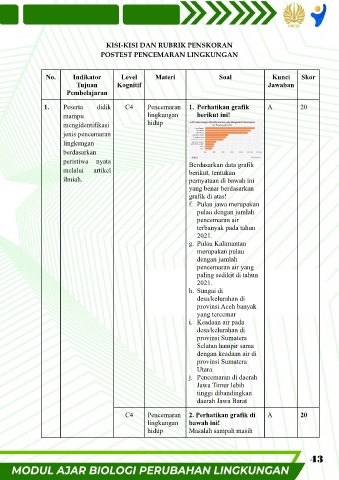 KISI-KISI DAN RUBRIK PENSKORAN
POSTEST PENCEMARAN LINGKUNGAN
No. Indikator Tujuan Pembelajaran Level Kognitif Materi Soal Kunci Jawaban Skor
1. Peserta didik
mampu
mengidentifikasi
jenis pencemaran
lingkungan
berdasarkan
peristiwa nyata
melalui artikel
ilmiah.
C4
Pencemaran
lingkungan
hidup
1. Perhatikan grafik
berikut ini!
Berdasarkan data grafik
berikut, tentukan
pernyataan di bawah ini
yang benar berdasarkan
grafik di atas!
f. Pulau jawa merupakan
pulau dengan jumlah
pencemaran air
terbanyak pada tahun
2021.
g. Pulau Kalimantan
merupakan pulau
dengan jumlah
pencemaran air yang
paling sedikit di tahun
2021.
h. Sungai di
desa/kelurahan di
provinsi Aceh banyak
yang tercemar
i. Keadaan air pada
desa/kelurahan di
provinsi Sumatera
Selatan hampir sama
dengan keadaan air di
provinsi Sumatera
Utara
j. Pencemaran di daerah
Jawa Timur lebih
tinggi dibandingkan
daerah Jawa Barat
A
20
C4
Pencemaran
lingkungan
hidup
2. Perhatikan grafik di
bawah ini!
Masalah sampah masih
A
20
43
MODUL AJAR BIOLOGI PERUBAHAN LINGKUNGAN